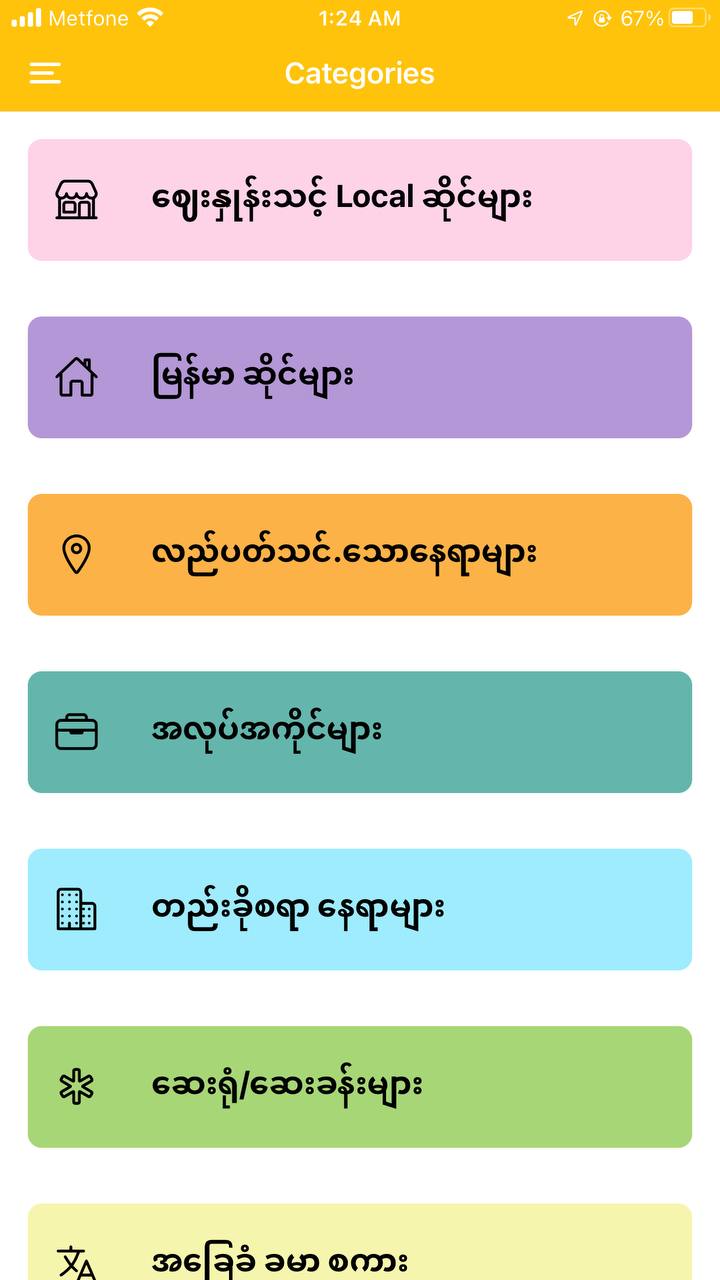 Metfone 1:24 AM 67%
Categories
ဈေးနှုန်းသင့် Local ဆိုင်များ
မြန်မာ ဆိုင်များ
လည်ပတ်သင်.သောနေရာများ
အလုပ်အကိုင်များ
တည်းခိုစရာ နေရာများ
ဆေးရုံ/ဆေးခန်းများ
အခြေခံ ခမာ စကား